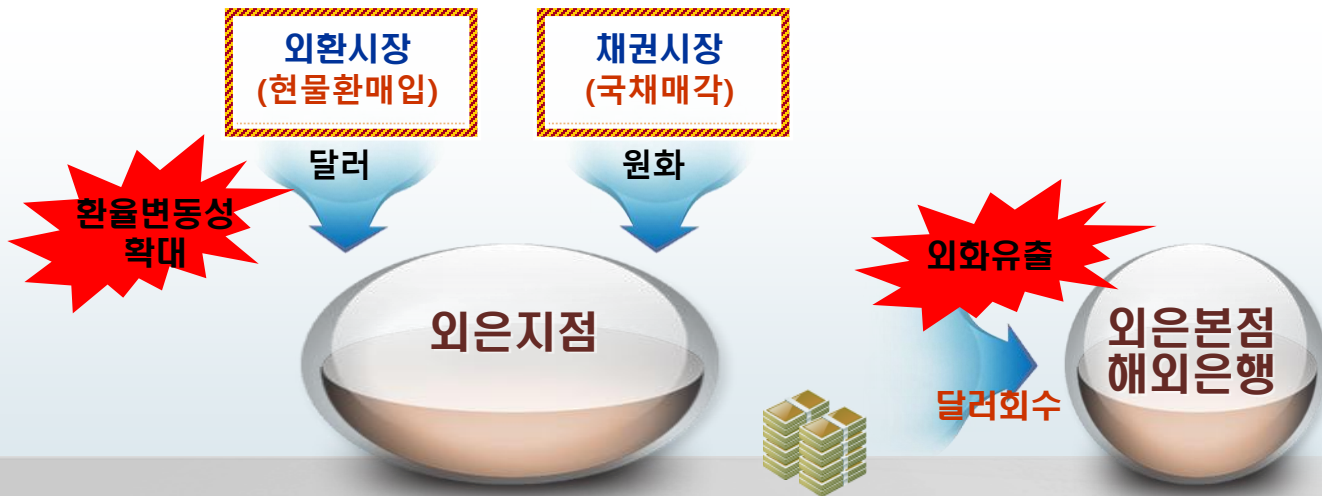 외환시장
(현물환매입)
채권시장
(국채매각)
달러
원화
환율변동성
확대
외화유출
외은지점
외은본점
해외은행
달러회수